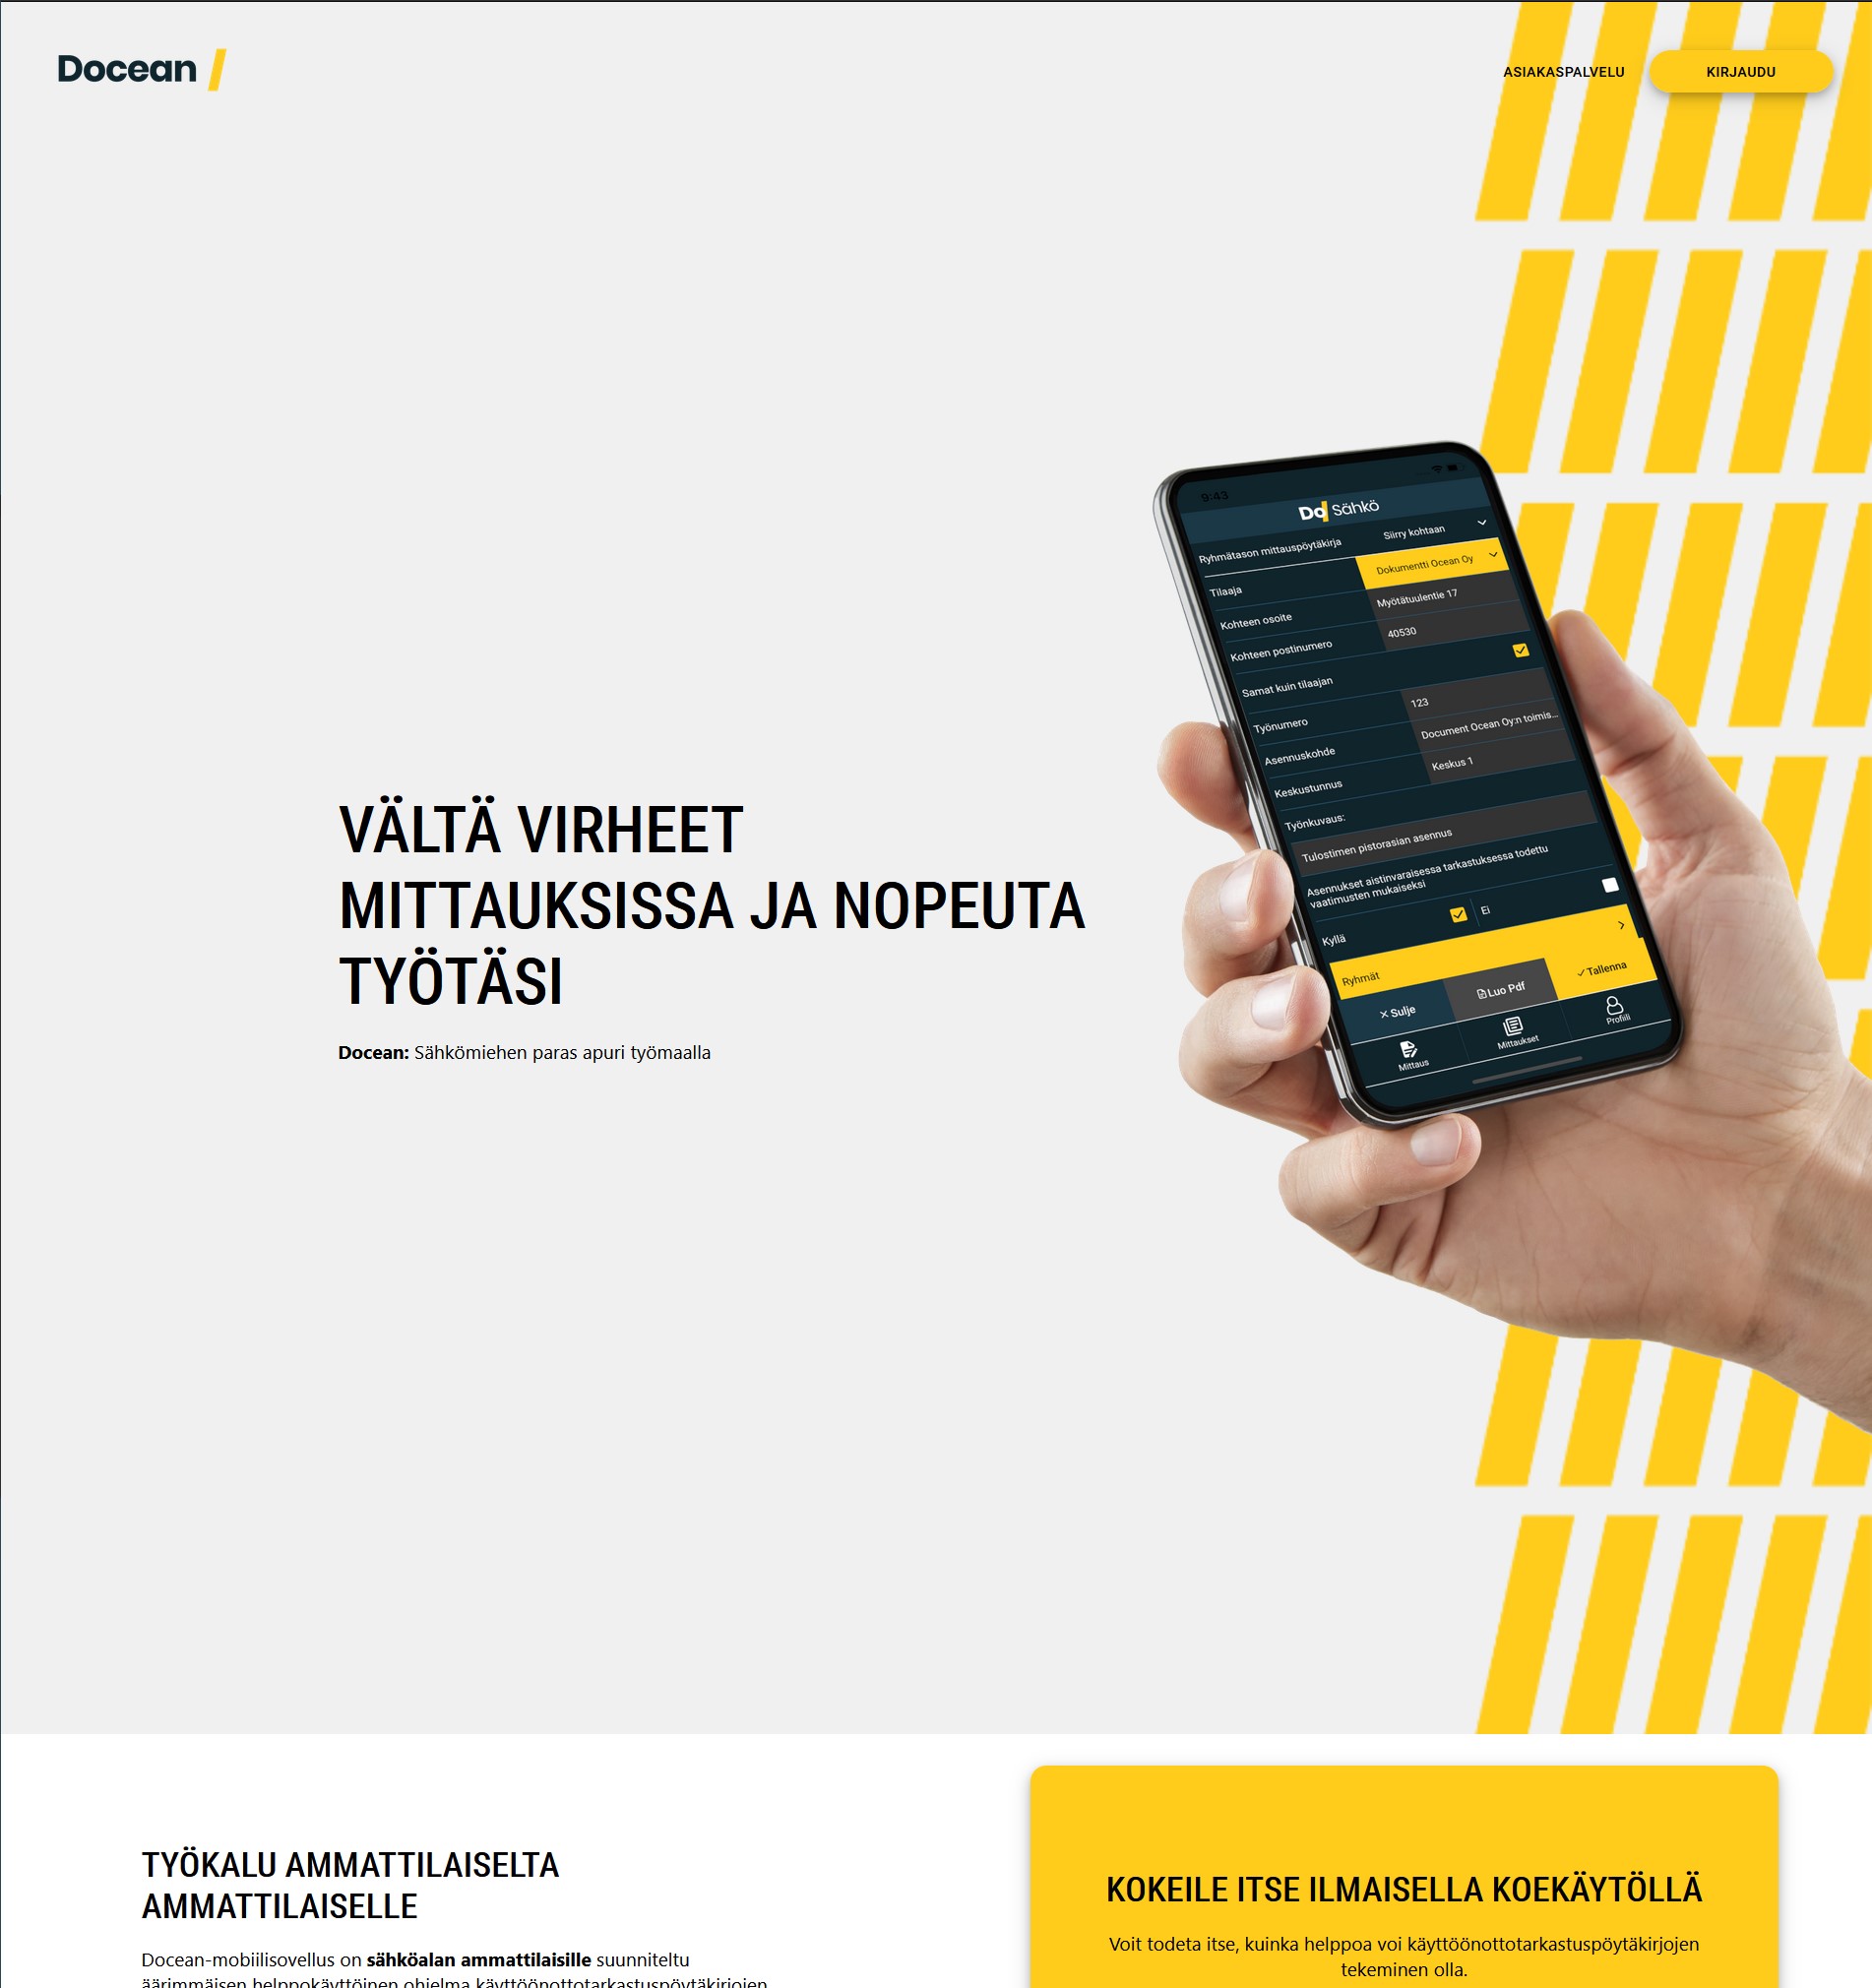 Docean
ASIAKASPALVELU
KIRJAUDU
9:43
Do Sähkö
Ryhmätason mittauspöytäkirja
Siirry kohtaan
Tilaaja
Dokumentti Ocean Oy
Kohteen osoite
Myötätuulentie 17
Kohteen postinumero
40530
Samat kuin tilaajan
Työnumero
123
Asennuskohde
Document Ocean Oy:n toimis...
Keskustunnus
Keskus 1
Työnkuvaus:
Tulostimen pistorasian asennus
Asennukset aistinvaraisessa tarkastuksessa todettu
vaatimusten mukaiseksi
Kyllä
Ei
Ryhmät
Sulje
Luo Pdf
Tallenna
Mittaus
Mittaukset
Profiili
VÄLTÄ VIRHEET
MITTAUKSISSA JA NOPEUTA
TYÖTÄSI
Docean: Sähkömiehen paras apuri työmaalla
TYÖKALU AMMATTILAISELTA
AMMATTILAISELLE
Docean-mobiilisovellus on sähköalan ammattilaisille suunniteltu
äärimmäisen helppokäyttöinen ohjelma käyttöönottotarkastuspöytäkirjojen
KOKEILE ITSE ILMAISELLA KOEKÄYTÖLLÄ
Voit todeta itse, kuinka helppoa voi käyttöönottotarkastuspöytäkirjojen
tekeminen olla.